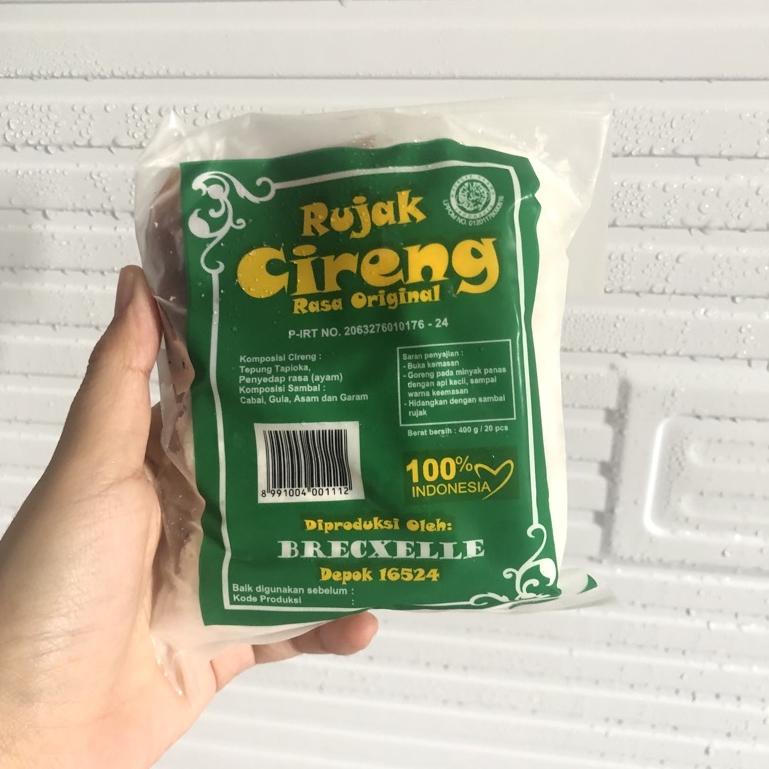 Rujak
Cireng
Rasa Original
P-IRT NO. 2063276010176 - 24
Komposisi Cireng :
Tepung Tapioka,
Penyedap rasa (ayam)
Komposisi Sambal :
Cabai, Gula, Asam dan Garam
Saran penyajian :
- Buka kemasan
- Goreng pada minyak panas
dengan api kecil, sampai
warna keemasan
- Hidangkan dengan sambal
rujak
Berat bersih : 400 g / 20 pcs
8 991004 001112
100%
INDONESIA
Diproduksi Oleh:
BRECXELLE
Depok 16524
Baik digunakan sebelum :
Kode Produksi :